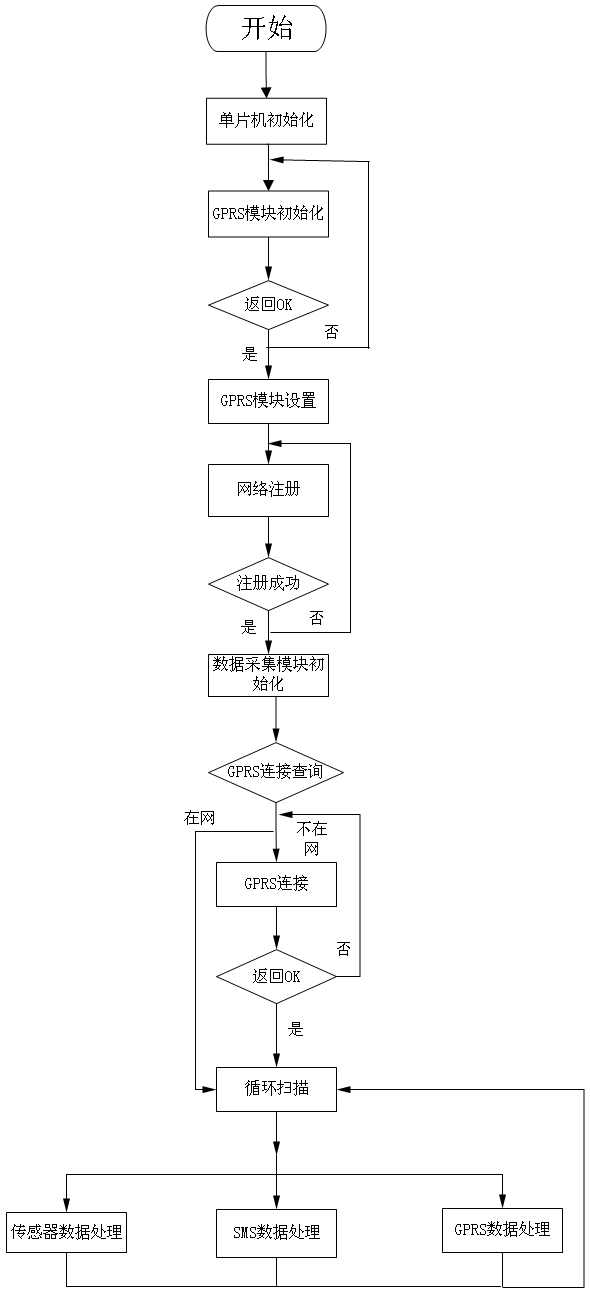 开始
单片机初始化
GPRS模块初始化
返回OK
否
是
GPRS模块设置
网络注册
注册成功
否
是
数据采集模块初
始化
GPRS连接查询
在网
不在
网
GPRS连接
否
返回OK
是
循环扫描
传感器数据处理
SMS数据处理
GPRS数据处理